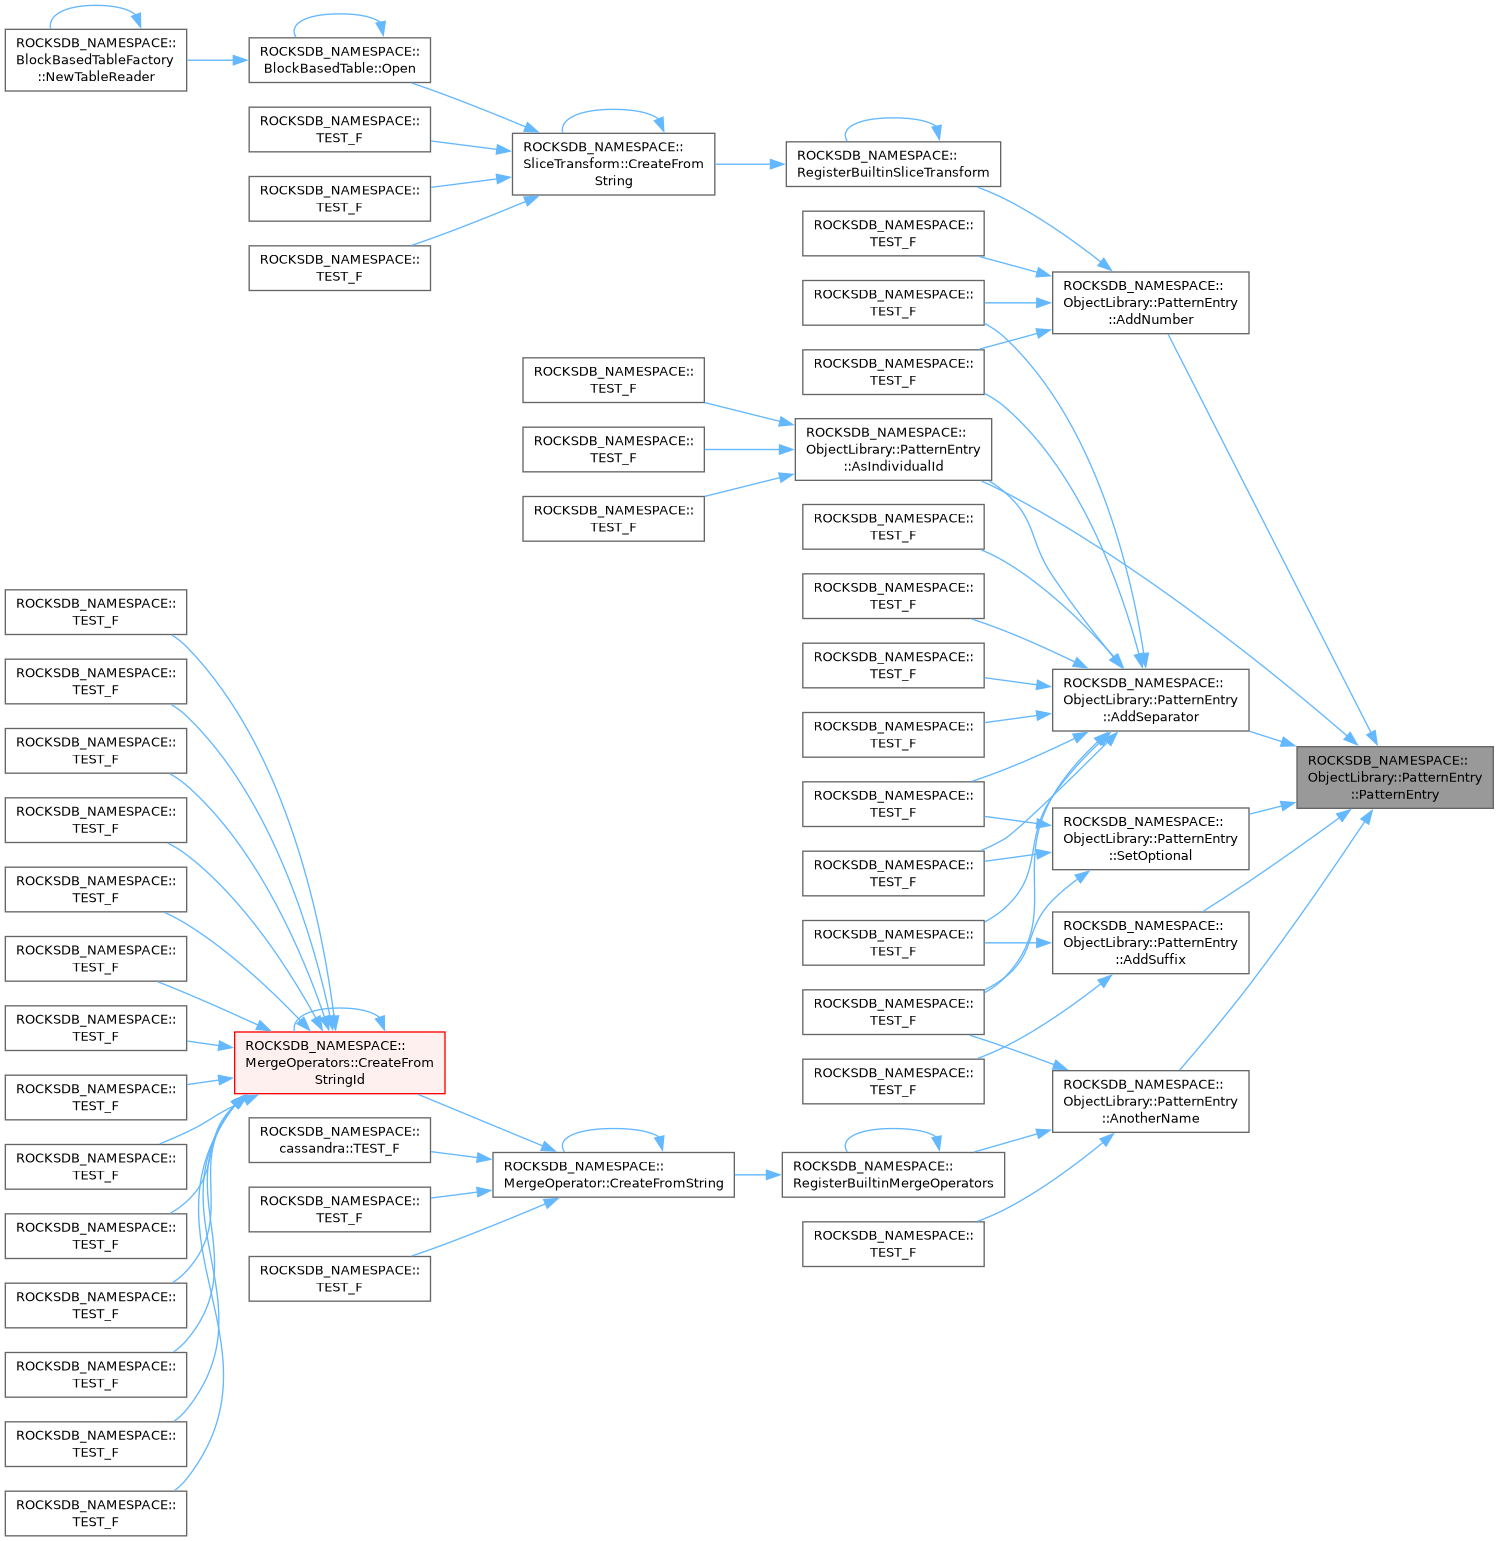 ROCKSDB_NAMESPACE::
BlockBasedTableFactory
::NewTableReader
ROCKSDB_NAMESPACE::
BlockBasedTable::Open
ROCKSDB_NAMESPACE::
TEST_F
ROCKSDB_NAMESPACE::
TEST_F
ROCKSDB_NAMESPACE::
TEST_F
ROCKSDB_NAMESPACE::
SliceTransform::CreateFrom
String
ROCKSDB_NAMESPACE::
RegisterBuiltinSliceTransform
ROCKSDB_NAMESPACE::
TEST_F
ROCKSDB_NAMESPACE::
TEST_F
ROCKSDB_NAMESPACE::
TEST_F
ROCKSDB_NAMESPACE::
ObjectLibrary::PatternEntry
::AddNumber
ROCKSDB_NAMESPACE::
TEST_F
ROCKSDB_NAMESPACE::
TEST_F
ROCKSDB_NAMESPACE::
TEST_F
ROCKSDB_NAMESPACE::
ObjectLibrary::PatternEntry
::AsIndividualId
ROCKSDB_NAMESPACE::
TEST_F
ROCKSDB_NAMESPACE::
TEST_F
ROCKSDB_NAMESPACE::
TEST_F
ROCKSDB_NAMESPACE::
TEST_F
ROCKSDB_NAMESPACE::
TEST_F
ROCKSDB_NAMESPACE::
TEST_F
ROCKSDB_NAMESPACE::
TEST_F
ROCKSDB_NAMESPACE::
TEST_F
ROCKSDB_NAMESPACE::
TEST_F
ROCKSDB_NAMESPACE::
ObjectLibrary::PatternEntry
::AddSeparator
ROCKSDB_NAMESPACE::
ObjectLibrary::PatternEntry
::PatternEntry
ROCKSDB_NAMESPACE::
ObjectLibrary::PatternEntry
::SetOptional
ROCKSDB_NAMESPACE::
ObjectLibrary::PatternEntry
::AddSuffix
ROCKSDB_NAMESPACE::
ObjectLibrary::PatternEntry
::AnotherName
ROCKSDB_NAMESPACE::
RegisterBuiltinMergeOperators
ROCKSDB_NAMESPACE::
TEST_F
ROCKSDB_NAMESPACE::
MergeOperator::CreateFromString
ROCKSDB_NAMESPACE::
MergeOperators::CreateFrom
StringId
ROCKSDB_NAMESPACE::
cassandra::TEST_F
ROCKSDB_NAMESPACE::
TEST_F
ROCKSDB_NAMESPACE::
TEST_F
ROCKSDB_NAMESPACE::
TEST_F
ROCKSDB_NAMESPACE::
TEST_F
ROCKSDB_NAMESPACE::
TEST_F
ROCKSDB_NAMESPACE::
TEST_F
ROCKSDB_NAMESPACE::
TEST_F
ROCKSDB_NAMESPACE::
TEST_F
ROCKSDB_NAMESPACE::
TEST_F
ROCKSDB_NAMESPACE::
TEST_F
ROCKSDB_NAMESPACE::
TEST_F
ROCKSDB_NAMESPACE::
TEST_F
ROCKSDB_NAMESPACE::
TEST_F
ROCKSDB_NAMESPACE::
TEST_F
ROCKSDB_NAMESPACE::
TEST_F
ROCKSDB_NAMESPACE::
TEST_F
ROCKSDB_NAMESPACE::
TEST_F
ROCKSDB_NAMESPACE::
TEST_F
ROCKSDB_NAMESPACE::
TEST_F